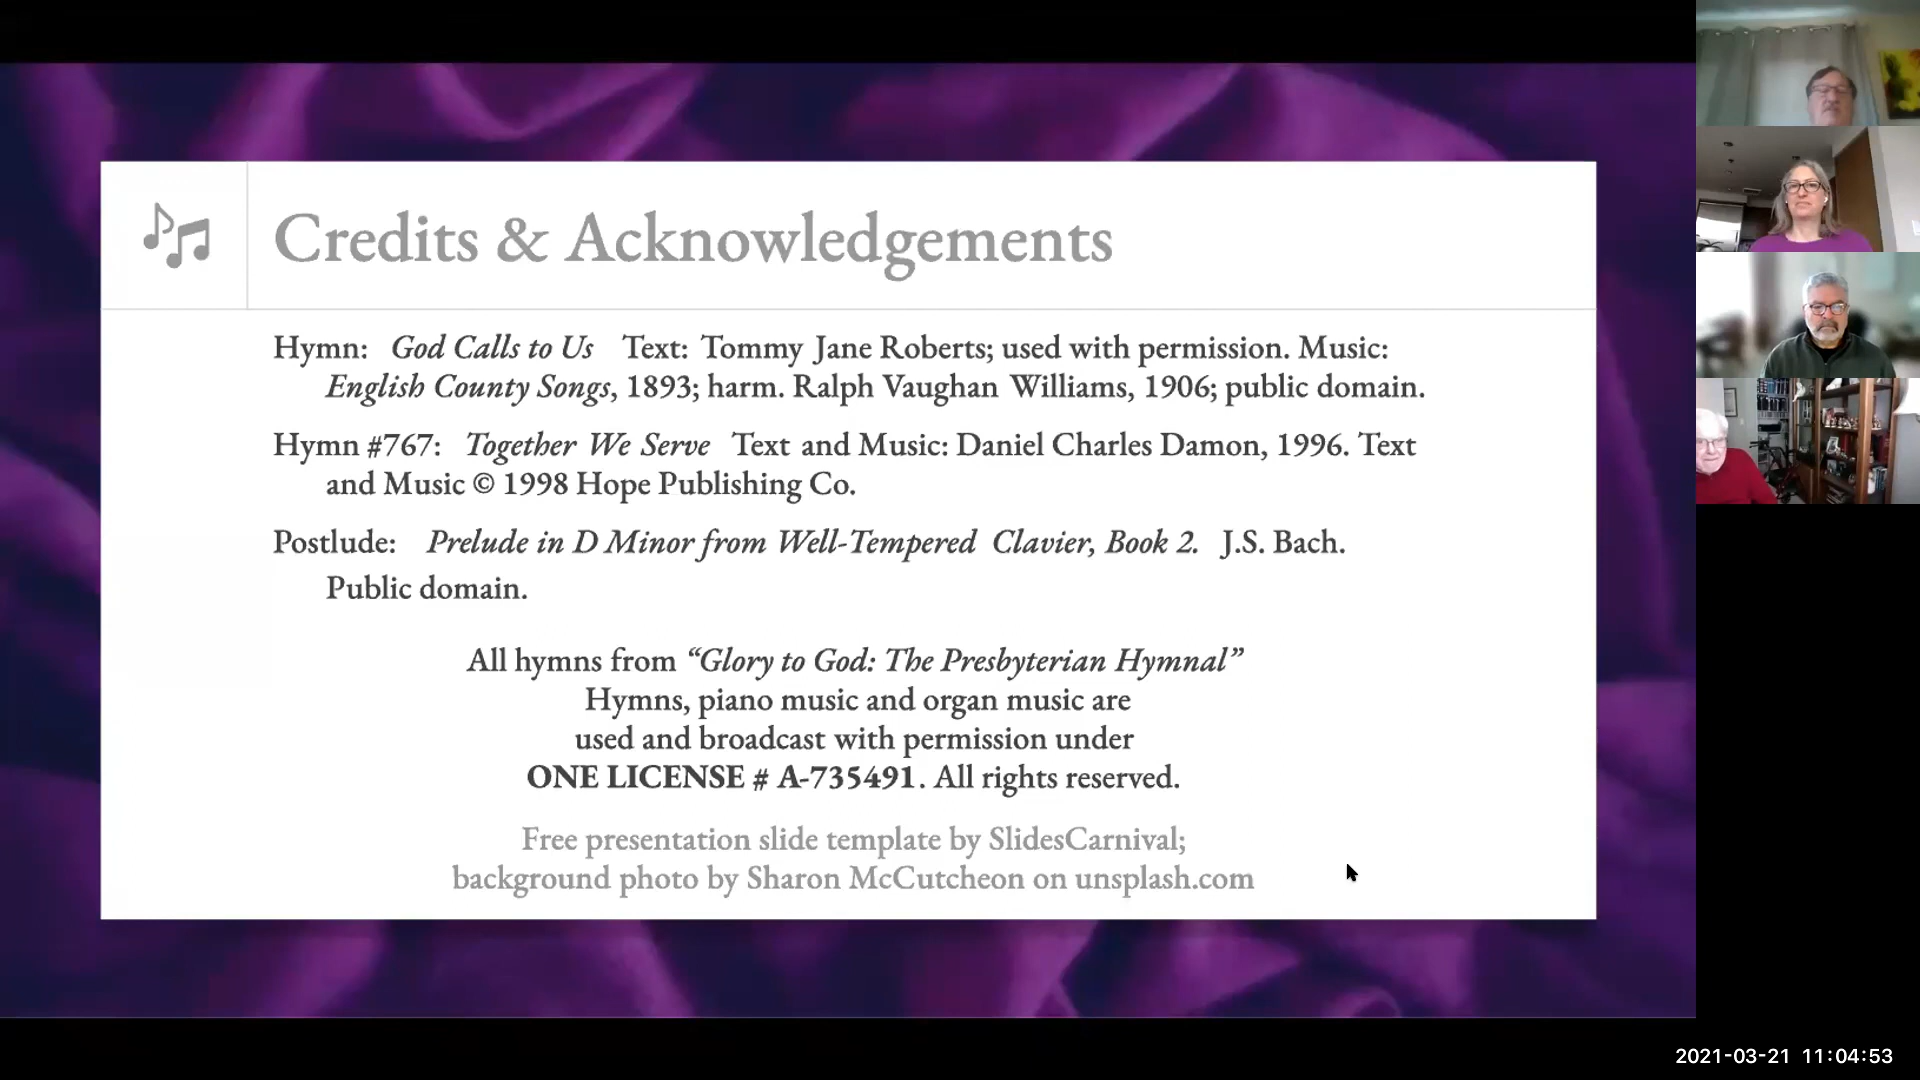 Credits & Acknowledgements
Hymn: God Calls to Us Text: Tommy Jane Roberts; used with permission. Music:
English County Songs, 1893; harm. Ralph Vaughan Williams, 1906; public domain.
Hymn #767: Together We Serve Text and Music: Daniel Charles Damon, 1996. Text
and Music © 1998 Hope Publishing Co.
Postlude: Prelude in D Minor from Well-Tempered Clavier, Book 2. J.S. Bach.
Public domain.
All hymns from “Glory to God: The Presbyterian Hymnal”
Hymns, piano music and organ music are
used and broadcast with permission under
ONE LICENSE # A-735491. All rights reserved.
Free presentation slide template by SlidesCarnival;
background photo by Sharon McCutcheon on unsplash.com
2021-03-21 11:04:53